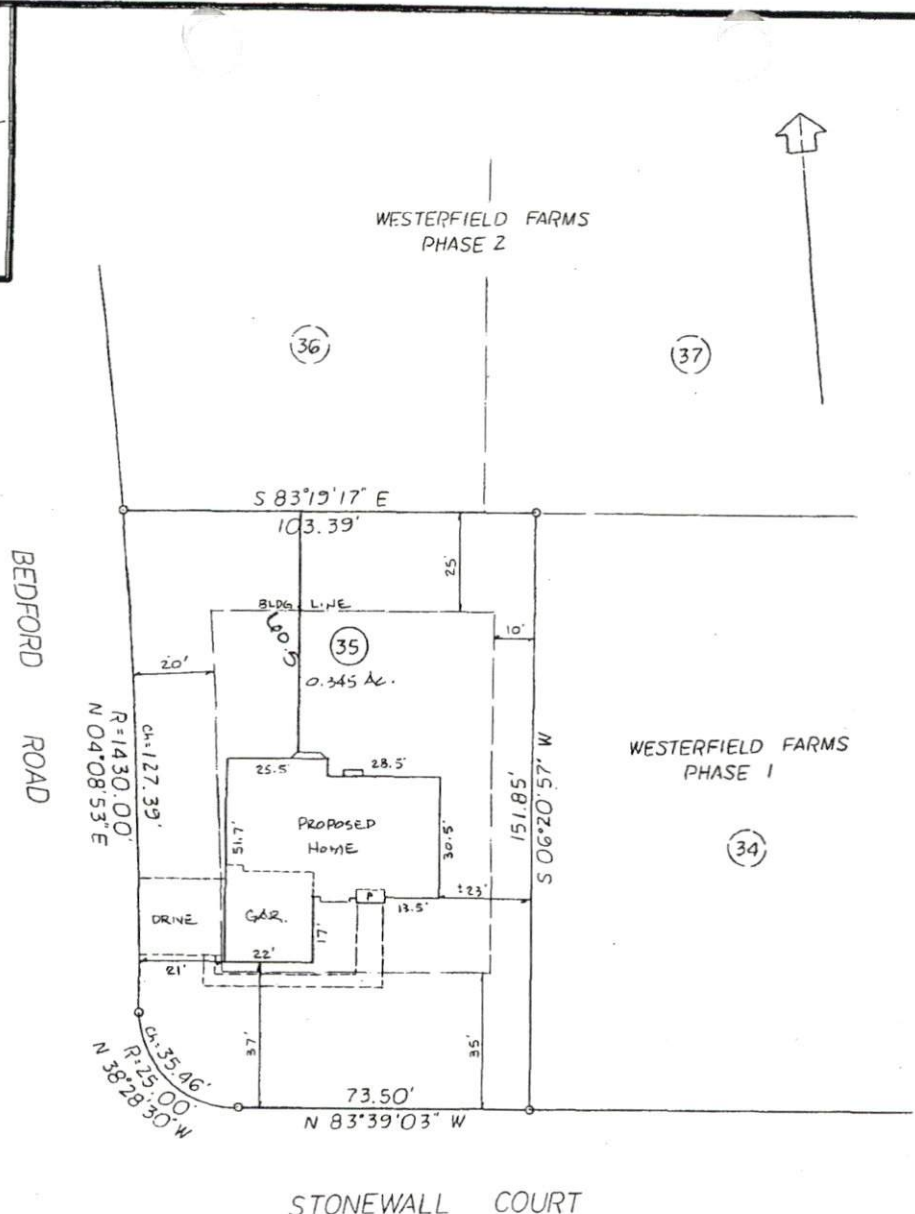 WESTERFIELD FARMS
PHASE 2
36
37
S 83°19'17" E
103.39'
25'
BLDG. LINE
60.5
35
0.345 Ac.
10'
20'
BEDFORD ROAD
ch=127.39'
R=1430.00'
N 04°08'53" E
151.85'
S 06°20'57" W
WESTERFIELD FARMS
PHASE 1
34
25.5'
28.5'
51.7'
PROPOSED
HOME
30.5'
±23'
P
13.5'
DRIVE
GAR.
17'
22'
21'
37'
35'
Ch=35.46'
R=25.00'
N 38°28'30" W
73.50'
N 83°39'03" W
STONEWALL COURT